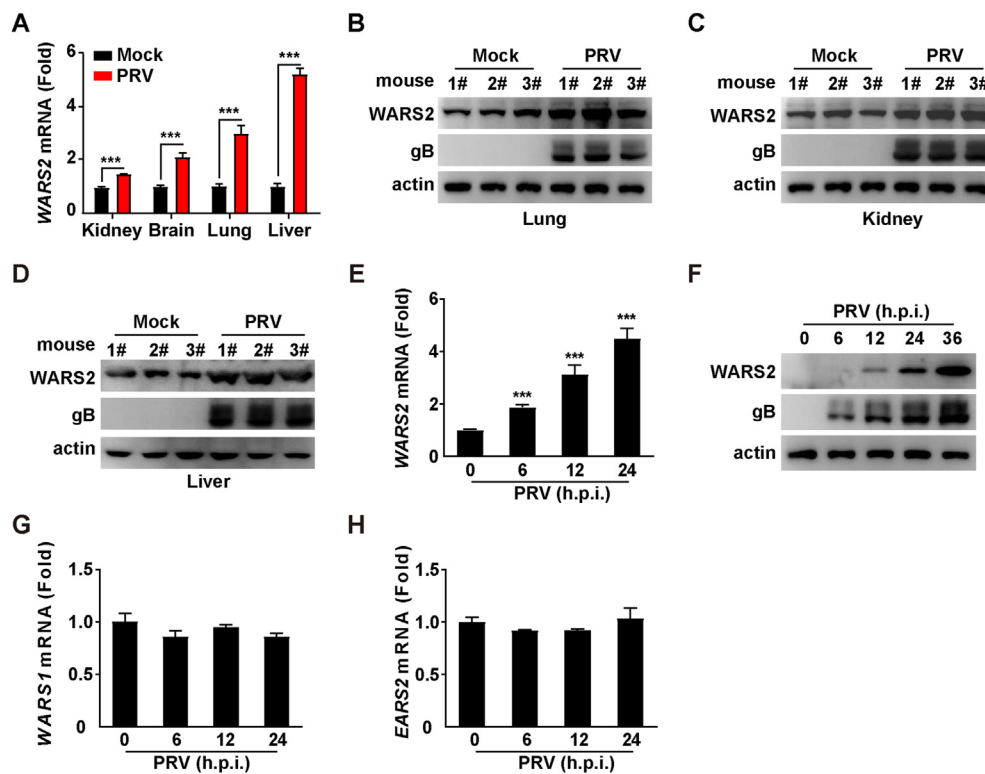 A
WARS2 mRNA (Fold)
6
4
2
0
Mock
PRV
***
***
***
***
Kidney Brain Lung Liver
B
Mock PRV
mouse 1# 2# 3# 1# 2# 3#
WARS2
gB
actin
Lung
C
Mock PRV
mouse 1# 2# 3# 1# 2# 3#
WARS2
gB
actin
Kidney
D
Mock PRV
mouse 1# 2# 3# 1# 2# 3#
WARS2
gB
actin
Liver
E
WARS2 mRNA (Fold)
6
4
2
0
***
***
***
0 6 12 24
PRV (h.p.i.)
F
PRV (h.p.i.)
0 6 12 24 36
WARS2
gB
actin
G
WARS1 mRNA (Fold)
1.5
1.0
0.5
0
0 6 12 24
PRV (h.p.i.)
H
EARS2 mRNA (Fold)
1.5
1.0
0.5
0
0 6 12 24
PRV (h.p.i.)